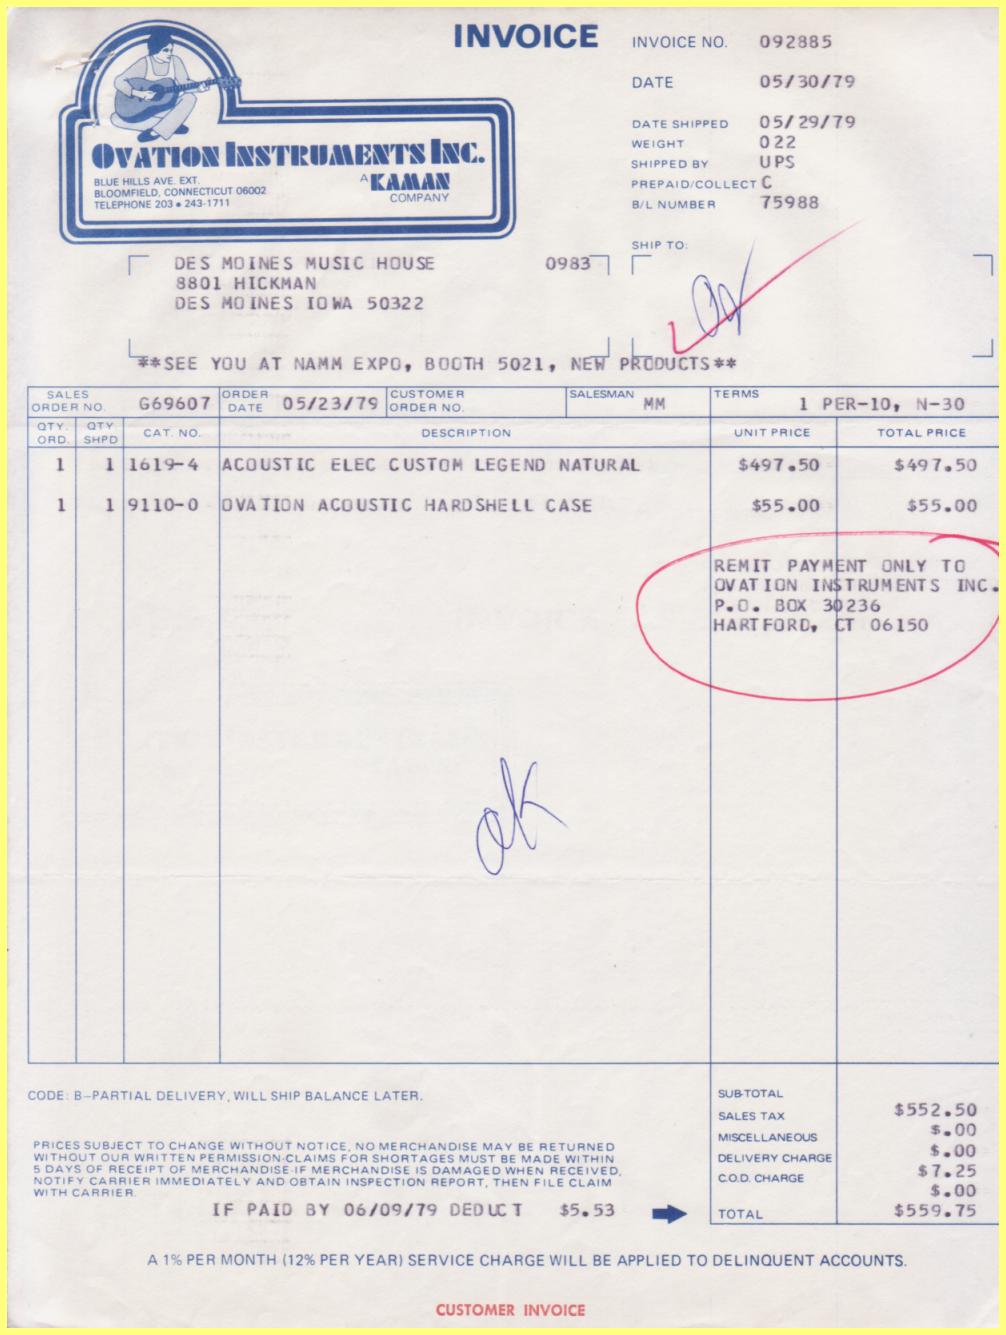 INVOICE
INVOICE NO. 092885
DATE 05/30/79
DATE SHIPPED 05/29/79
WEIGHT 022
SHIPPED BY UPS
PREPAID/COLLECT C
B/L NUMBER 75988
OVATION INSTRUMENTS INC.
BLUE HILLS AVE. EXT.
BLOOMFIELD, CONNECTICUT 06002
TELEPHONE 203 • 243-1711
A KAMAN
COMPANY
SHIP TO:
DES MOINES MUSIC HOUSE 0983
8801 HICKMAN
DES MOINES IOWA 50322
**SEE YOU AT NAMM EXPO, BOOTH 5021, NEW PRODUCTS**
SALES ORDER NO. G69607 ORDER DATE 05/23/79 CUSTOMER ORDER NO. SALESMAN MM TERMS 1 PER-10, N-30
QTY. ORD. QTY SHPD CAT. NO. DESCRIPTION UNIT PRICE TOTAL PRICE
1 1 1619-4 ACOUSTIC ELEC CUSTOM LEGEND NATURAL $497.50 $497.50
1 1 9110-0 OVATION ACOUSTIC HARDSHELL CASE $55.00 $55.00
REMIT PAYMENT ONLY TO
OVATION INSTRUMENTS INC.
P.O. BOX 30236
HARTFORD, CT 06150
ok
CODE: B-PARTIAL DELIVERY, WILL SHIP BALANCE LATER.
PRICES SUBJECT TO CHANGE WITHOUT NOTICE, NO MERCHANDISE MAY BE RETURNED
WITHOUT OUR WRITTEN PERMISSION-CLAIMS FOR SHORTAGES MUST BE MADE WITHIN
5 DAYS OF RECEIPT OF MERCHANDISE-IF MERCHANDISE IS DAMAGED WHEN RECEIVED,
NOTIFY CARRIER IMMEDIATELY AND OBTAIN INSPECTION REPORT, THEN FILE CLAIM
WITH CARRIER.
IF PAID BY 06/09/79 DEDUCT $5.53
SUB-TOTAL $552.50
SALES TAX $.00
MISCELLANEOUS $.00
DELIVERY CHARGE $7.25
C.O.D. CHARGE $.00
TOTAL $559.75
A 1% PER MONTH (12% PER YEAR) SERVICE CHARGE WILL BE APPLIED TO DELINQUENT ACCOUNTS.
CUSTOMER INVOICE